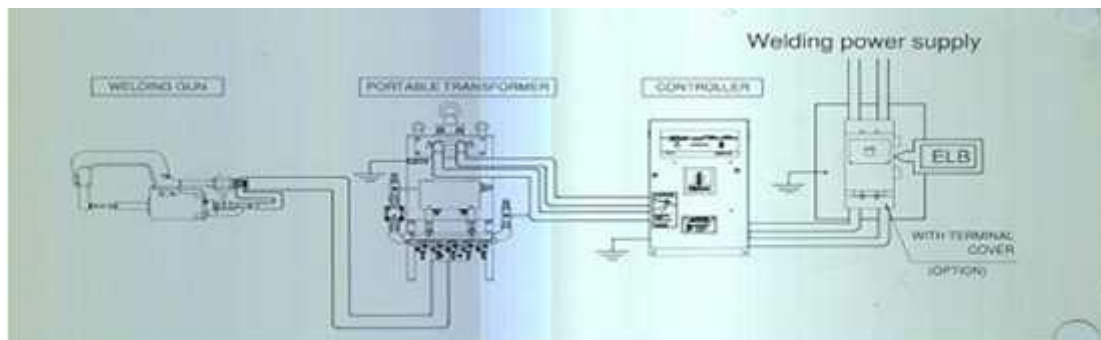 Welding power supply
WELDING GUN
PORTABLE TRANSFORMER
CONTROLLER
ELB
WITH TERMINAL
COVER
(OPTION)